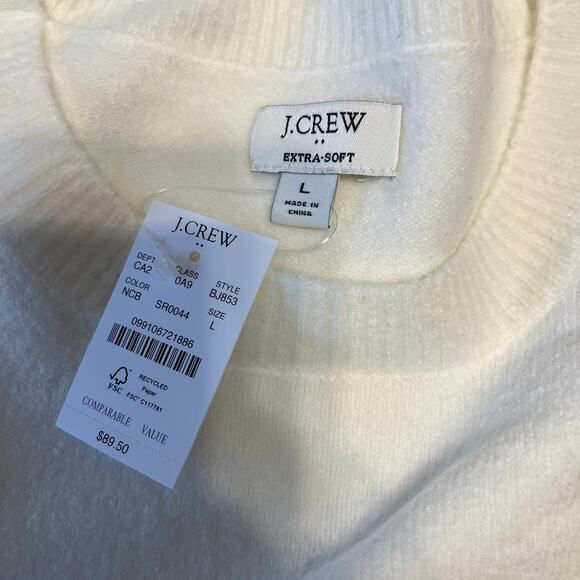 J.CREW
EXTRA-SOFT
L
MADE IN
CHINA
J.CREW
DEPT CLASS STYLE
CA2 0A9 BJ853
COLOR SIZE
NCB SR0044 L
099106721886
FSC
RECYCLED
Paper
FSC® C117781
COMPARABLE VALUE
$89.50